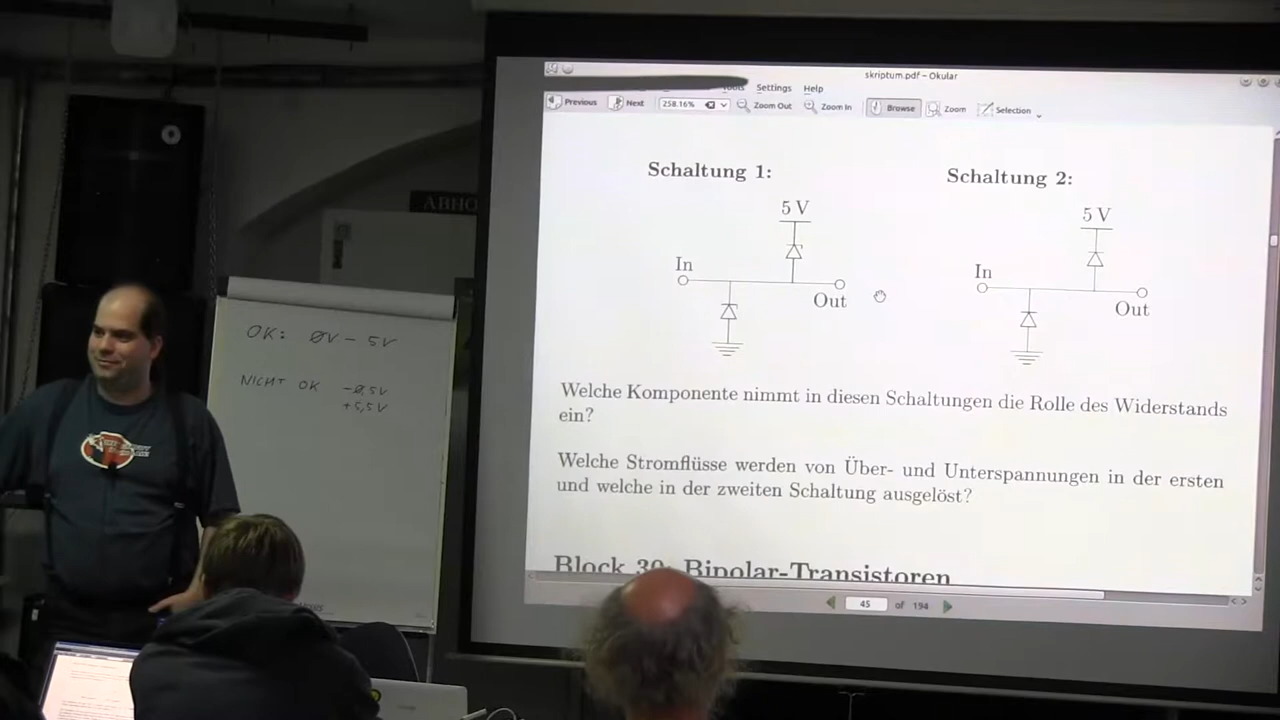 skriptum.pdf - Okular
Settings Help
Previous Next 258.16% Zoom Out Zoom In Browse Zoom Selection
Schaltung 1: Schaltung 2:
5 V 5 V
In In
Out Out
Welche Komponente nimmt in diesen Schaltungen die Rolle des Widerstands
ein?
Welche Stromflüsse werden von Über- und Unterspannungen in der ersten
und welche in der zweiten Schaltung ausgelöst?
Block 30: Bipolar-Transistoren
45 of 194
ABHO
OK: 0V - 5V
NICHT OK -0,5V
+5,5V